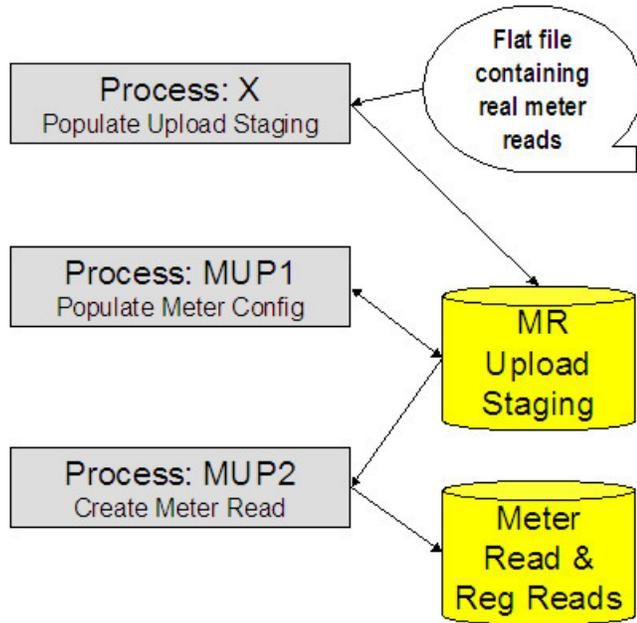 Flat file
containing
real meter
reads
Process: X
Populate Upload Staging
Process: MUP1
Populate Meter Config
MR
Upload
Staging
Process: MUP2
Create Meter Read
Meter
Read &
Reg Reads